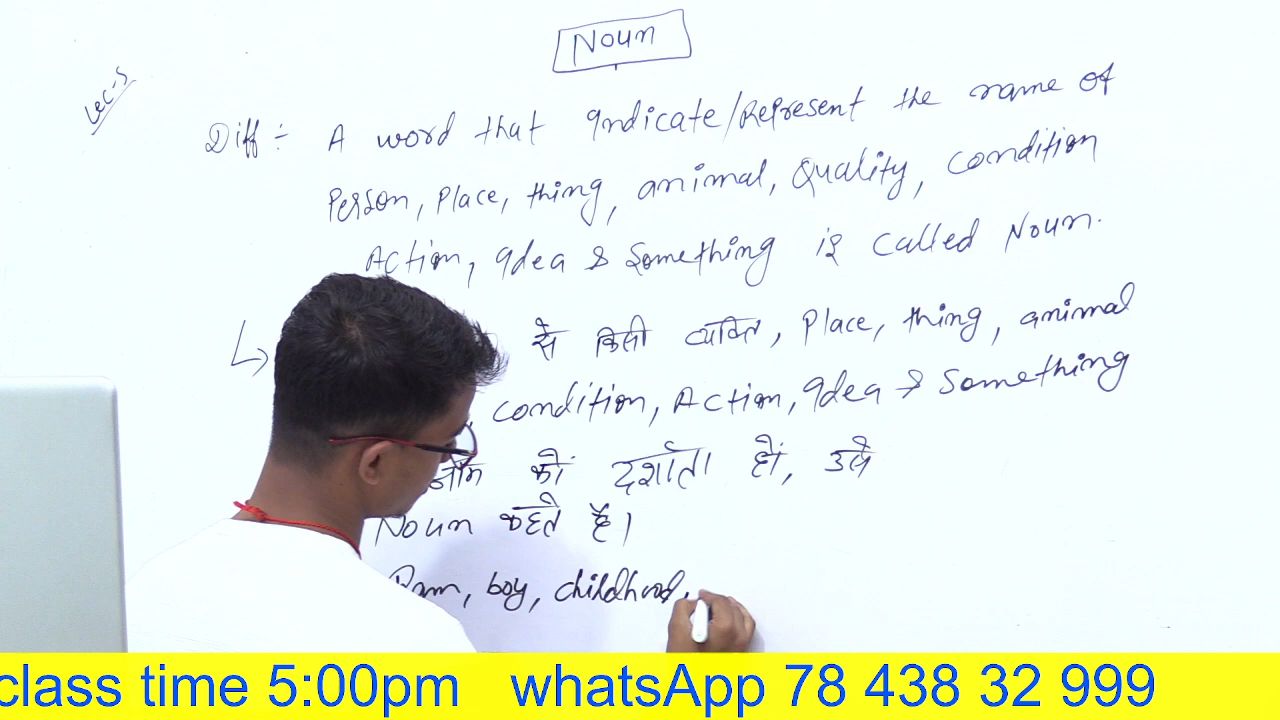 Noun
Lec-5
Diff ÷ A word that Indicate/Represent the name of
Person, Place, thing, animal, Quality, condition
Action, Idea & Something is called Noun.
से किसी व्यक्ति, Place, thing, animal
condition, Action, Idea & Something
नाम को दर्शाता हों, उसे
Noun कहते है।
Ram, boy, childhood,
class time 5:00pm whatsApp 78 438 32 999